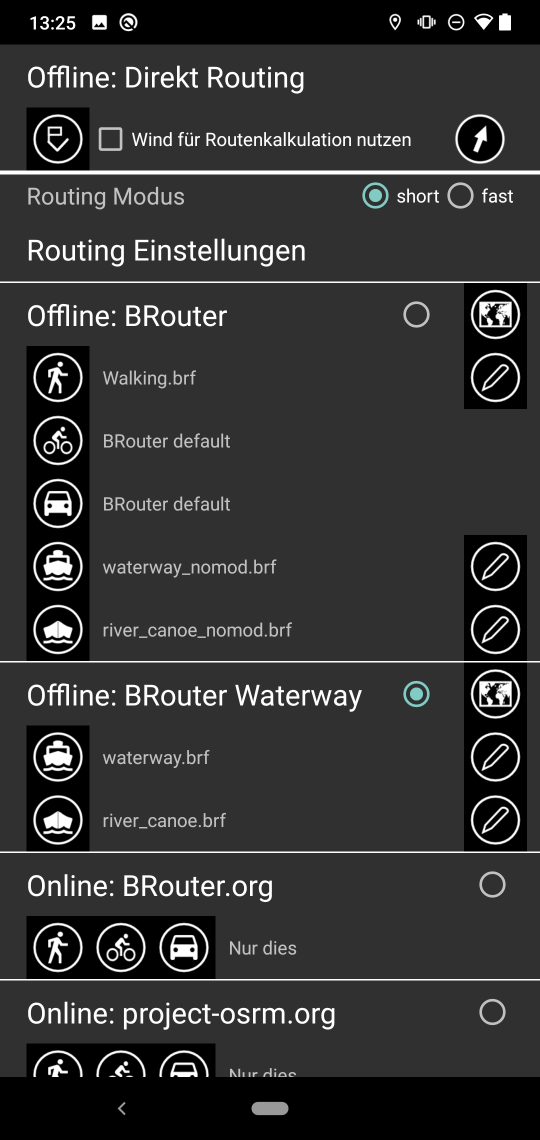 13:25
Offline: Direkt Routing
Wind für Routenkalkulation nutzen
Routing Modus short fast
Routing Einstellungen
Offline: BRouter
Walking.brf
BRouter default
BRouter default
waterway_nomod.brf
river_canoe_nomod.brf
Offline: BRouter Waterway
waterway.brf
river_canoe.brf
Online: BRouter.org
Nur dies
Online: project-osrm.org
Nur dies